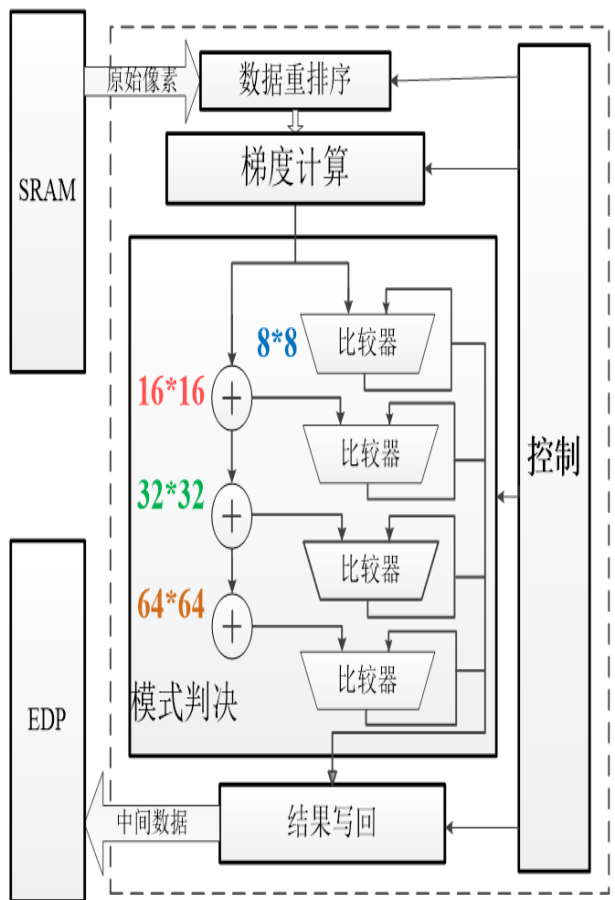 原始像素
数据重排序
SRAM
梯度计算
8*8
比较器
16*16
比较器
控制
32*32
比较器
64*64
比较器
模式判决
EDP
中间数据
结果写回